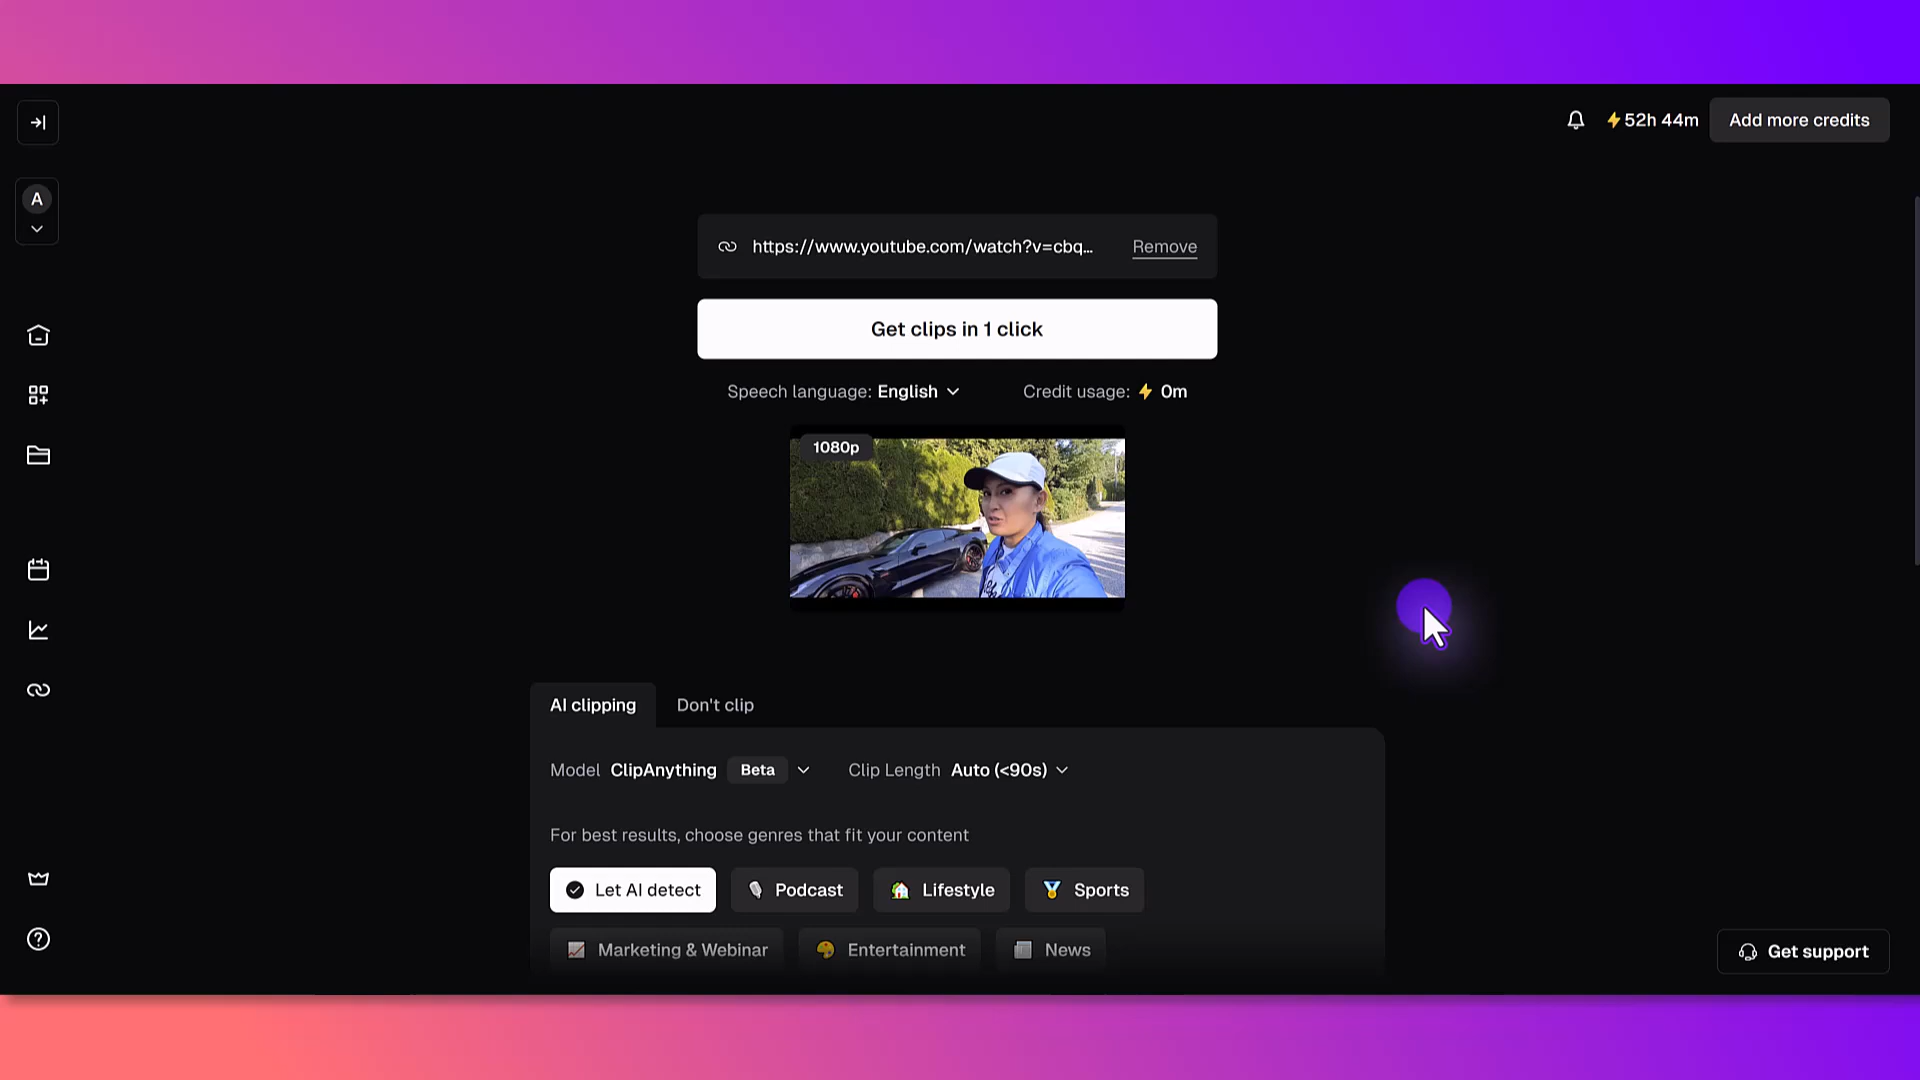 52h 44m Add more credits
A
https://www.youtube.com/watch?v=cbq... Remove
Get clips in 1 click
Speech language: English Credit usage: 0m
1080p
AI clipping Don't clip
Model ClipAnything Beta Clip Length Auto (<90s)
For best results, choose genres that fit your content
Let AI detect Podcast Lifestyle Sports
Marketing & Webinar Entertainment News
Get support